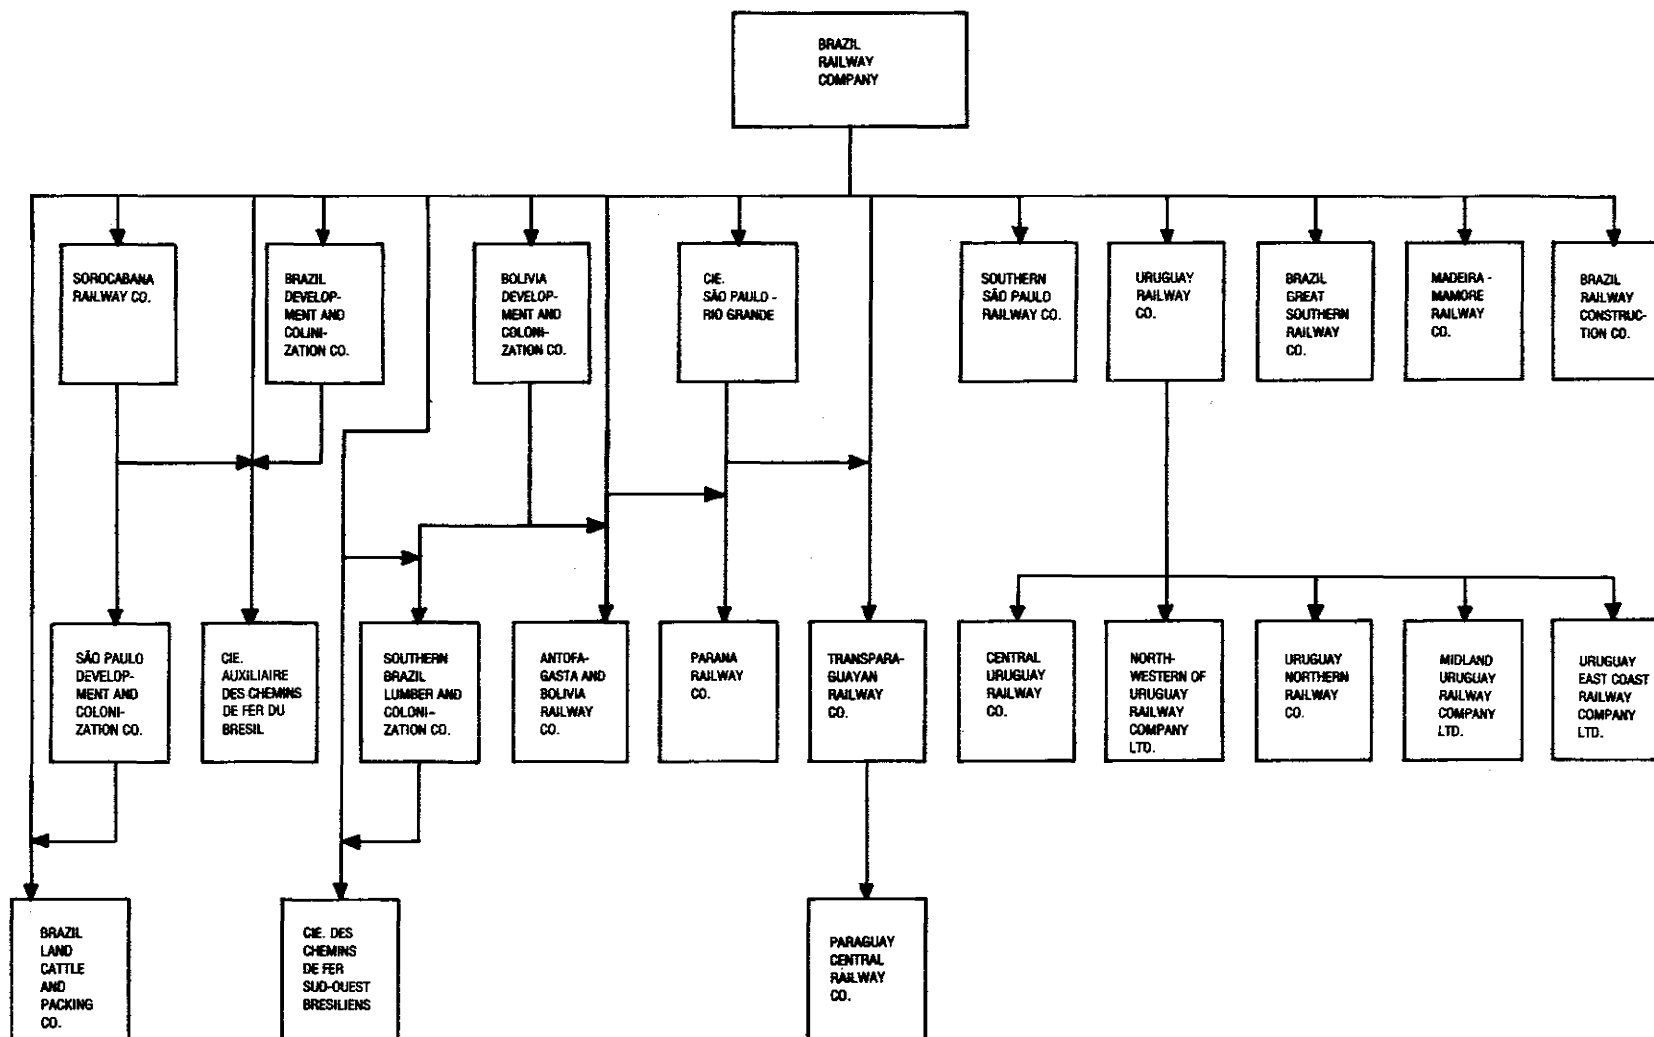 BRAZIL
RAILWAY
COMPANY
SOROCABANA
RAILWAY CO.
BRAZIL
DEVELOP-
MENT AND
COLINI-
ZATION CO.
BOLIVIA
DEVELOP-
MENT AND
COLONI-
ZATION CO.
CIE.
SÃO PAULO -
RIO GRANDE
SOUTHERN
SÃO PAULO
RAILWAY CO.
URUGUAY
RAILWAY
CO.
BRAZIL
GREAT
SOUTHERN
RAILWAY
CO.
MADEIRA -
MAMORE
RAILWAY
CO.
BRAZIL
RAILWAY
CONSTRUC-
TION CO.
SÃO PAULO
DEVELOP-
MENT AND
COLONI-
ZATION CO.
CIE.
AUXILIAIRE
DES CHEMINS
DE FER DU
BRESIL
SOUTHERN
BRAZIL
LUMBER AND
COLONI-
ZATION CO.
ANTOFA-
GASTA AND
BOLIVIA
RAILWAY
CO.
PARANA
RAILWAY
CO.
TRANSPARA-
GUAYAN
RAILWAY
CO.
CENTRAL
URUGUAY
RAILWAY
CO.
NORTH-
WESTERN OF
URUGUAY
RAILWAY
COMPANY
LTD.
URUGUAY
NORTHERN
RAILWAY
CO.
MIDLAND
URUGUAY
RAILWAY
COMPANY
LTD.
URUGUAY
EAST COAST
RAILWAY
COMPANY
LTD.
BRAZIL
LAND
CATTLE
AND
PACKING
CO.
CIE. DES
CHEMINS
DE FER
SUD-OUEST
BRESILIENS
PARAGUAY
CENTRAL
RAILWAY
CO.